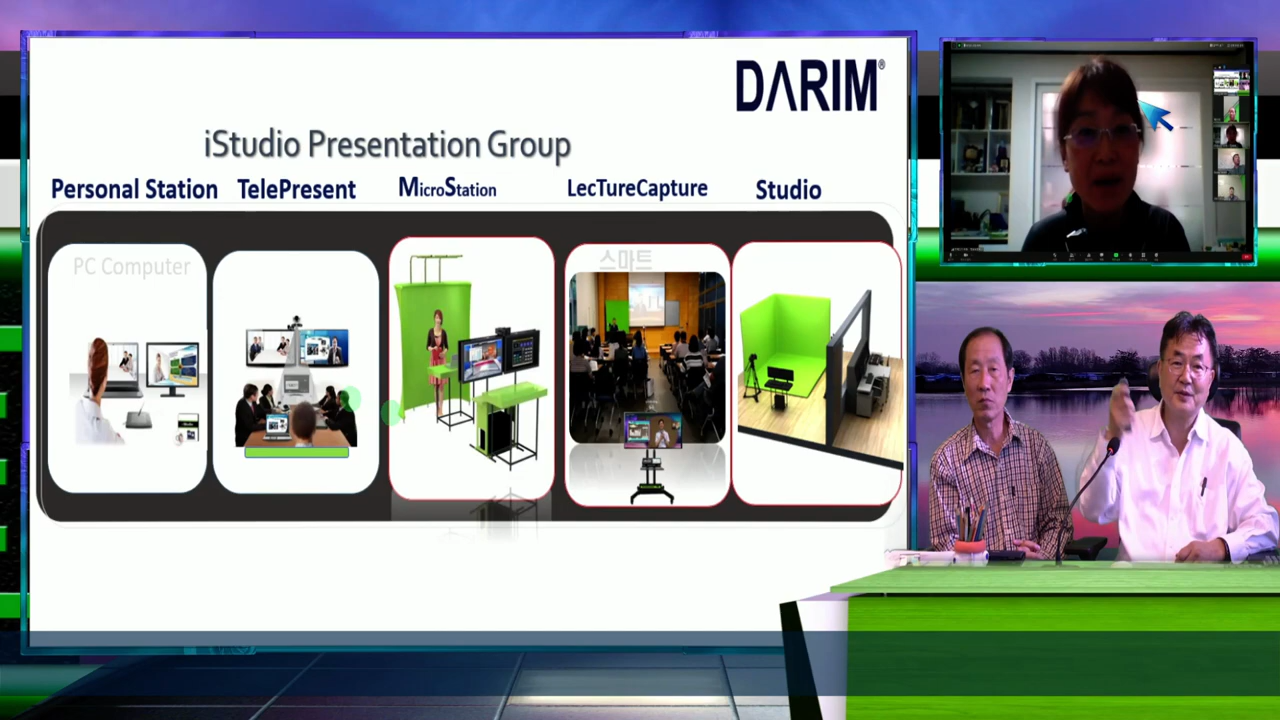 DARIM®
iStudio Presentation Group
Personal Station
TelePresent
MicroStation
LecTureCapture
Studio
PC Computer
스마트